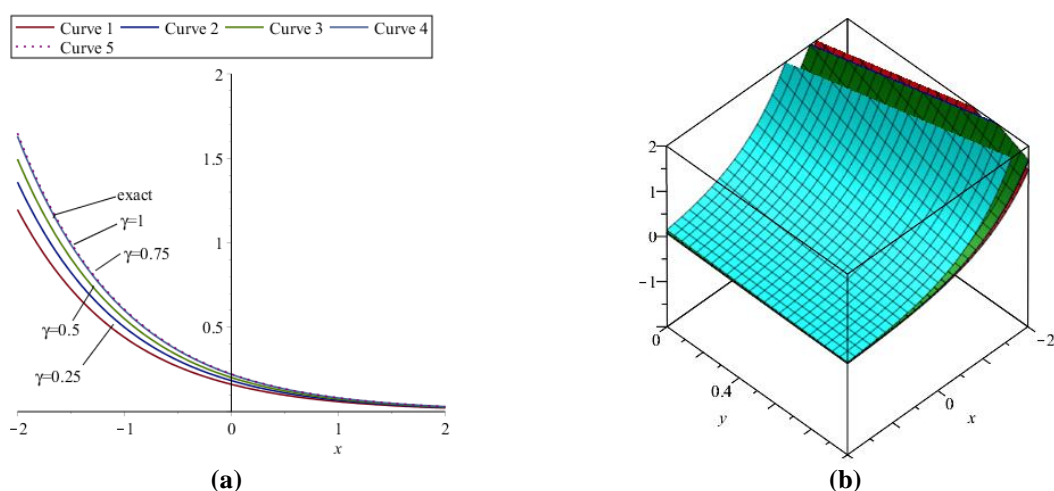 Curve 1 Curve 2 Curve 3 Curve 4
Curve 5
2
1.5
1
0.5
exact
γ=1
γ=0.75
γ=0.5
γ=0.25
−2 −1 0 1 2
x
(a)
2
1
0
−1
0
0.4
y
−2
0
x
(b)